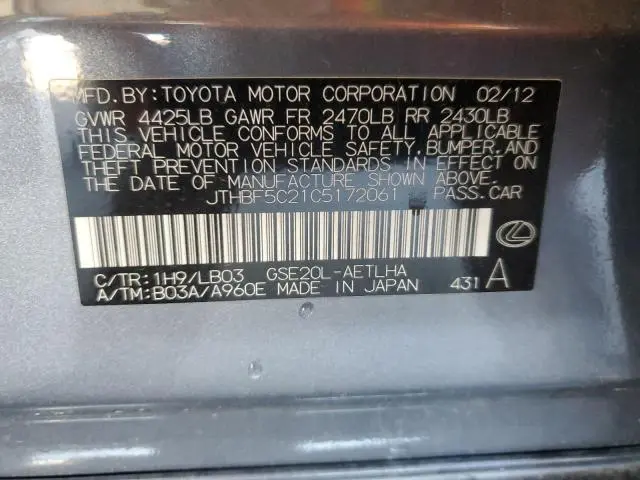 MFD. BY: TOYOTA MOTOR CORPORATION 02/12
GVWR 4425LB GAWR FR 2470LB RR 2430LB
THIS VEHICLE CONFORMS TO ALL APPLICABLE
FEDERAL MOTOR VEHICLE SAFETY, BUMPER, AND
THEFT PREVENTION STANDARDS IN EFFECT ON
THE DATE OF MANUFACTURE SHOWN ABOVE.
JTHBF5C21C5172061 PASS. CAR
C/TR: 1H9/LB03 GSE20L-AETLHA
A/TM: B03A/A960E MADE IN JAPAN 431 A